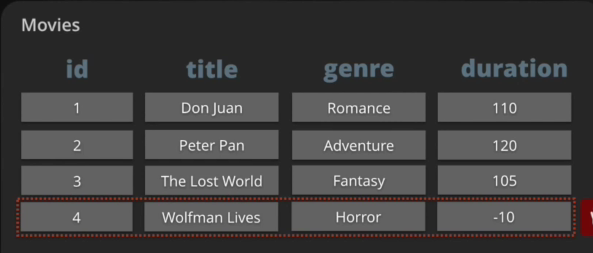 Movies
id title genre duration
1 Don Juan Romance 110
2 Peter Pan Adventure 120
3 The Lost World Fantasy 105
4 Wolfman Lives Horror -10